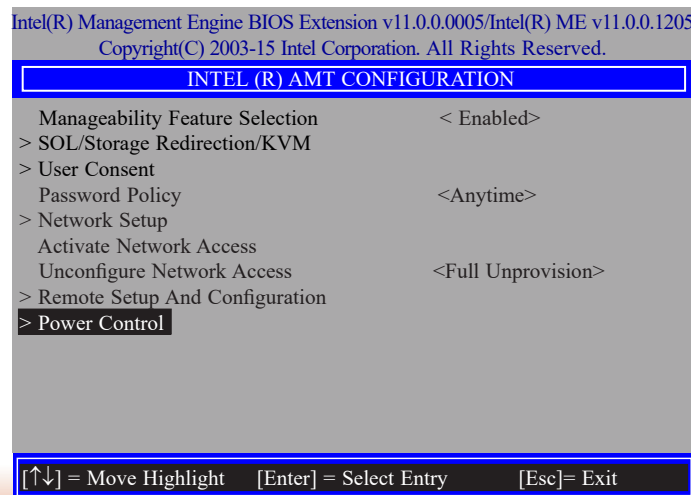 Intel(R) Management Engine BIOS Extension v11.0.0.0005/Intel(R) ME v11.0.0.1205
Copyright(C) 2003-15 Intel Corporation. All Rights Reserved.
INTEL (R) AMT CONFIGURATION
Manageability Feature Selection < Enabled>
> SOL/Storage Redirection/KVM
> User Consent
Password Policy <Anytime>
> Network Setup
Activate Network Access
Unconfigure Network Access <Full Unprovision>
> Remote Setup And Configuration
> Power Control
[↑↓] = Move Highlight [Enter] = Select Entry [Esc]= Exit